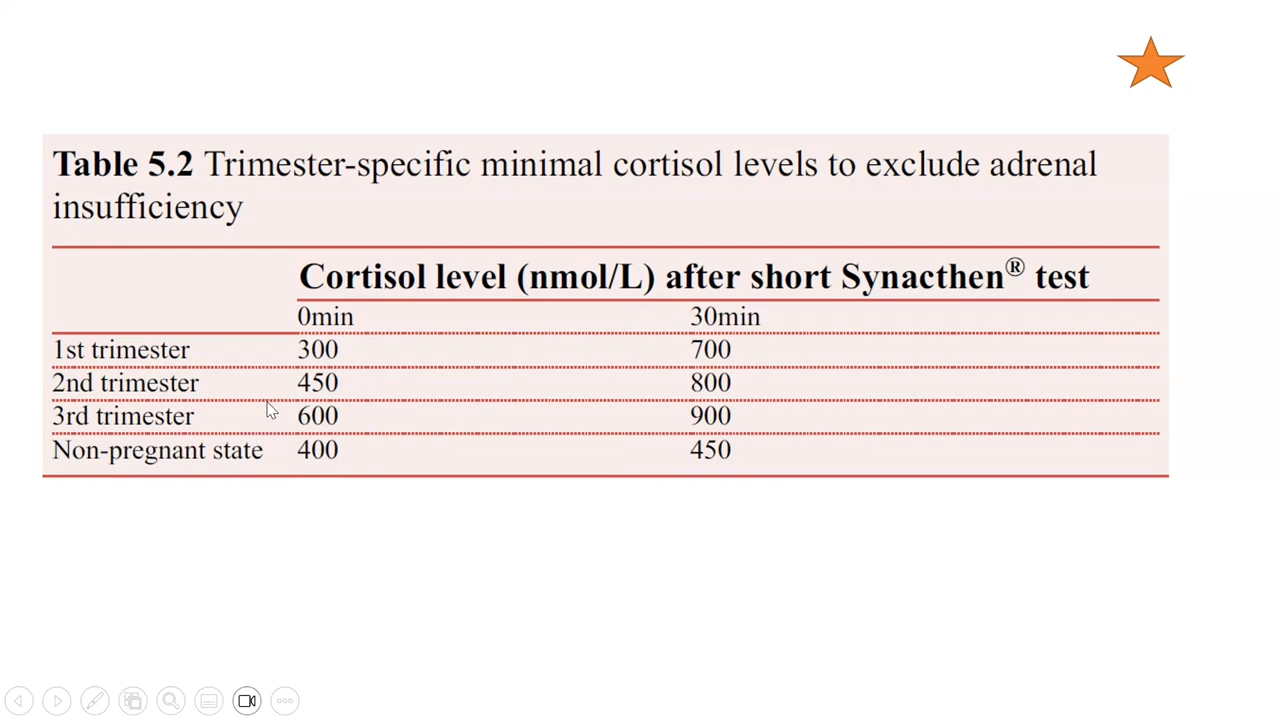 Table 5.2 Trimester-specific minimal cortisol levels to exclude adrenal
insufficiency
Cortisol level (nmol/L) after short Synacthen® test
0min 30min
1st trimester 300 700
2nd trimester 450 800
3rd trimester 600 900
Non-pregnant state 400 450